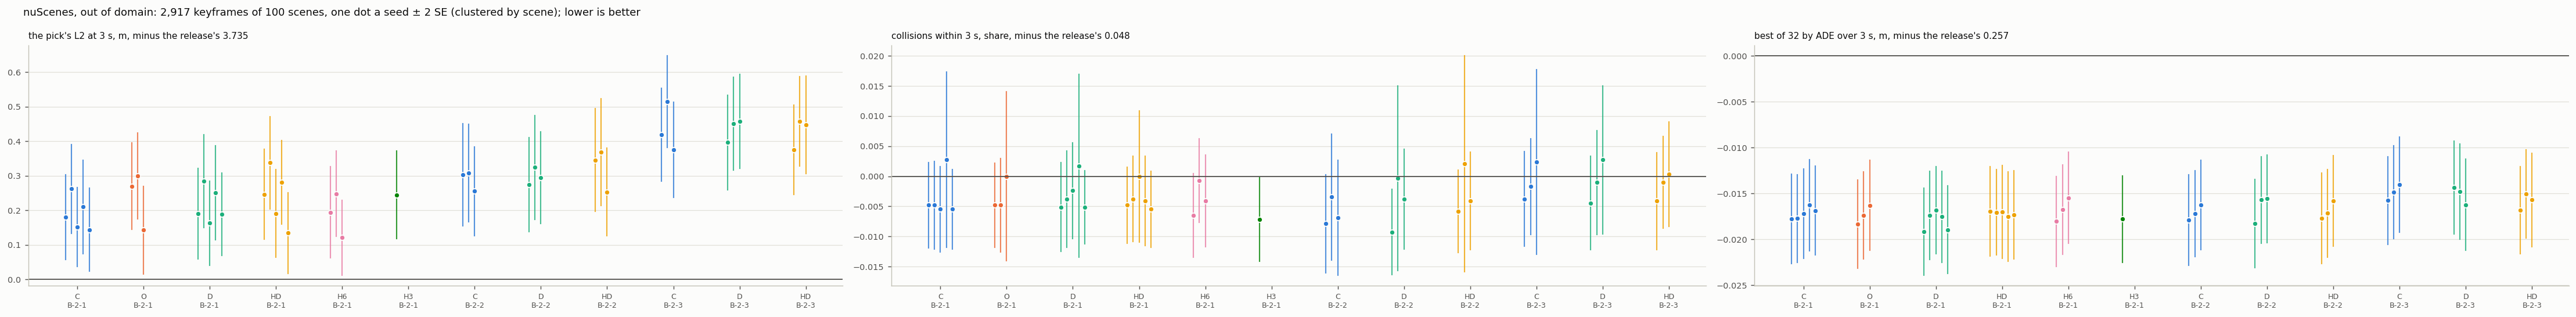 nuScenes, out of domain: 2,917 keyframes of 100 scenes, one dot a seed ± 2 SE (clustered by scene); lower is better
the pick's L2 at 3 s, m, minus the release's 3.735
0.6
0.5
0.4
0.3
0.2
0.1
0.0
C O D HD H6 H3 C D HD C D HD
B-2-1 B-2-1 B-2-1 B-2-1 B-2-1 B-2-1 B-2-2 B-2-2 B-2-2 B-2-3 B-2-3 B-2-3
collisions within 3 s, share, minus the release's 0.048
0.020
0.015
0.010
0.005
0.000
−0.005
−0.010
−0.015
C O D HD H6 H3 C D HD C D HD
B-2-1 B-2-1 B-2-1 B-2-1 B-2-1 B-2-1 B-2-2 B-2-2 B-2-2 B-2-3 B-2-3 B-2-3
best of 32 by ADE over 3 s, m, minus the release's 0.257
0.000
−0.005
−0.010
−0.015
−0.020
−0.025
C O D HD H6 H3 C D HD C D HD
B-2-1 B-2-1 B-2-1 B-2-1 B-2-1 B-2-1 B-2-2 B-2-2 B-2-2 B-2-3 B-2-3 B-2-3